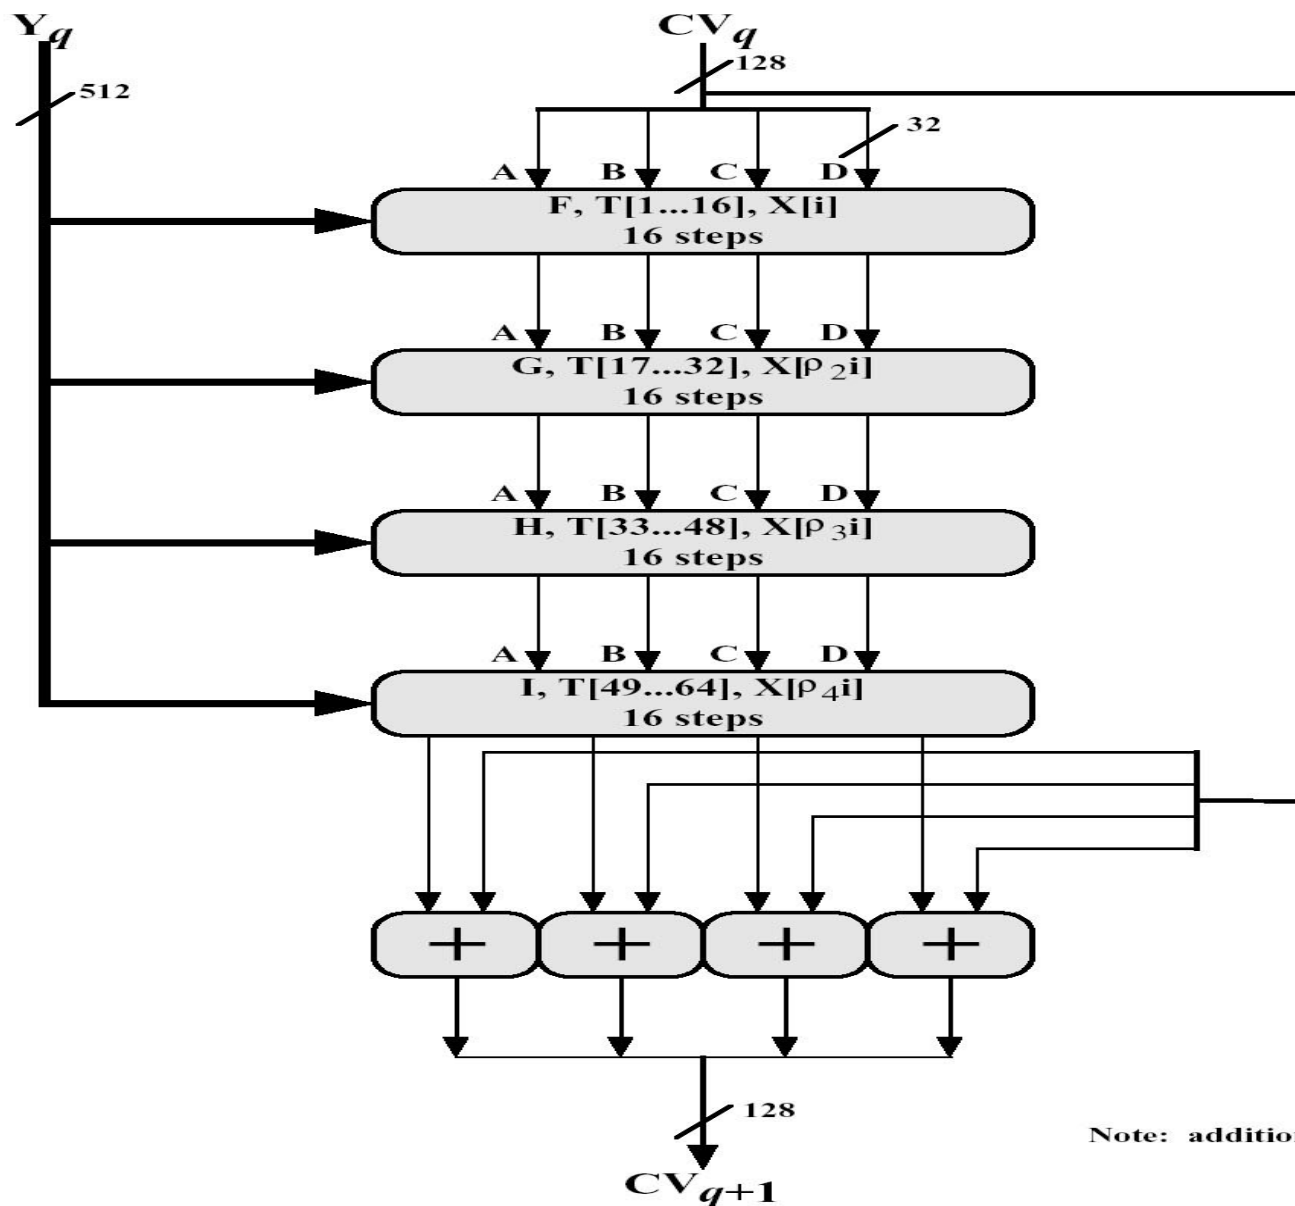 Yq CVq
512 128
32
A B C D
F, T[1...16], X[i]
16 steps
A B C D
G, T[17...32], X[ρ2i]
16 steps
A B C D
H, T[33...48], X[ρ3i]
16 steps
A B C D
I, T[49...64], X[ρ4i]
16 steps
+ + + +
128
Note: addition
CVq+1